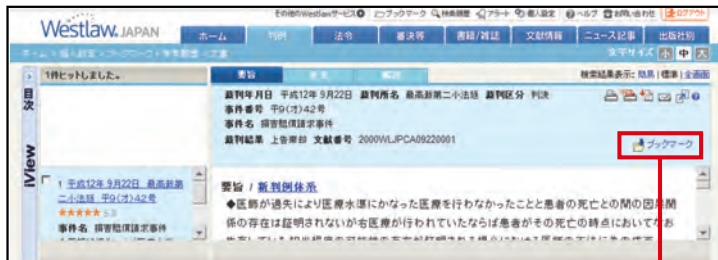 その他のWestlawサービス ブックマーク 検索履歴 アラート 個人設定 ヘルプ お問い合わせ ログアウト
Westlaw. JAPAN
ホーム 判例 法令 審決等 書籍/雑誌 文献情報 ニュース記事 出版社別
文字サイズ 小 中 大
1件ヒットしました。
要旨
検索結果表示: 簡易 | 標準 | 全画面
目次
iView
裁判年月日 平成12年 9月22日 裁判所名 最高裁第二小法廷 裁判区分 判決
事件番号 平9(オ)42号
事件名 損害賠償請求事件
裁判結果 上告棄却 文献番号 2000WLJPCA09220001
ブックマーク
1 平成12年 9月22日 最高裁第
二小法廷 平9(オ)42号
★★★★★ 5.3
事件名 損害賠償請求事件
要旨 / 新判例体系
◆医師が過失により医療水準にかなった医療を行わなかったことと患者の死亡との間の因果関
係の存在は証明されないが右医療が行われていたならば患者がその死亡の時点においてなお